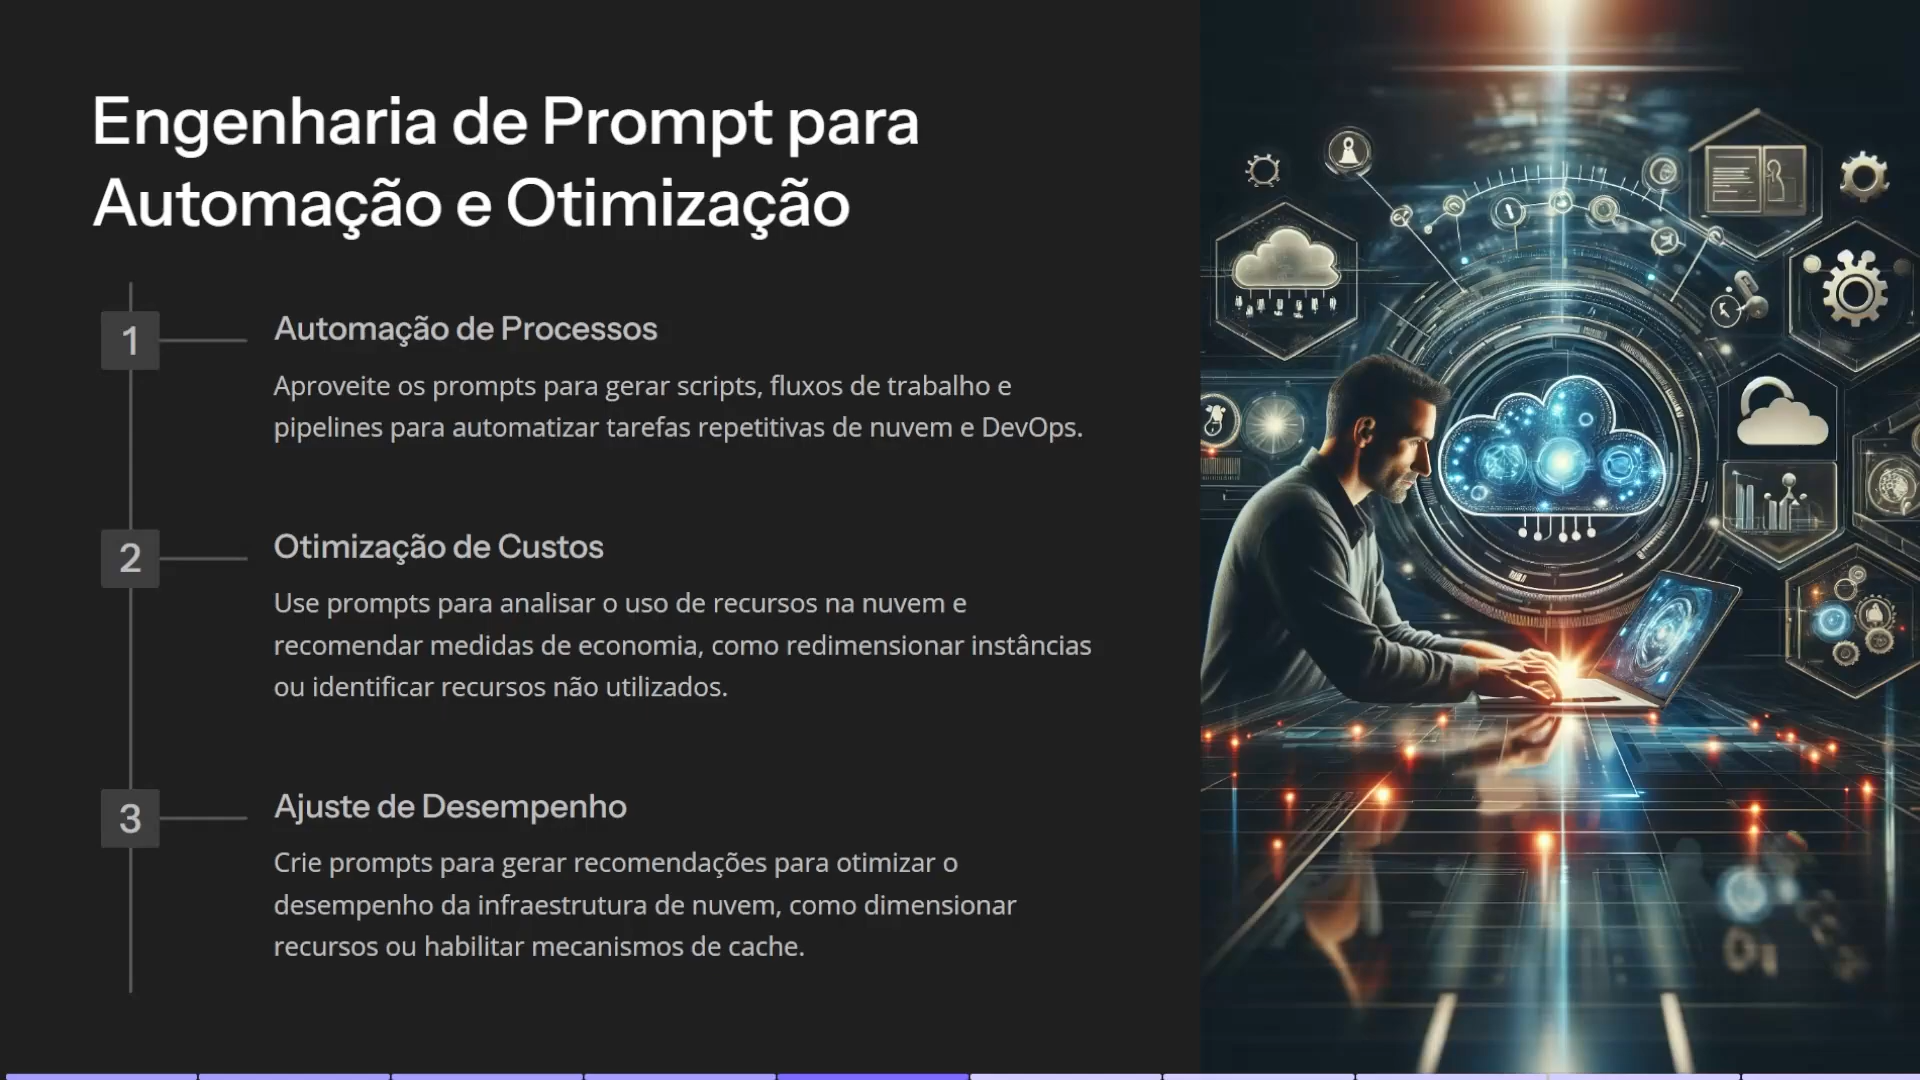 Engenharia de Prompt para
Automação e Otimização
1
Automação de Processos
Aproveite os prompts para gerar scripts, fluxos de trabalho e
pipelines para automatizar tarefas repetitivas de nuvem e DevOps.
2
Otimização de Custos
Use prompts para analisar o uso de recursos na nuvem e
recomendar medidas de economia, como redimensionar instâncias
ou identificar recursos não utilizados.
3
Ajuste de Desempenho
Crie prompts para gerar recomendações para otimizar o
desempenho da infraestrutura de nuvem, como dimensionar
recursos ou habilitar mecanismos de cache.